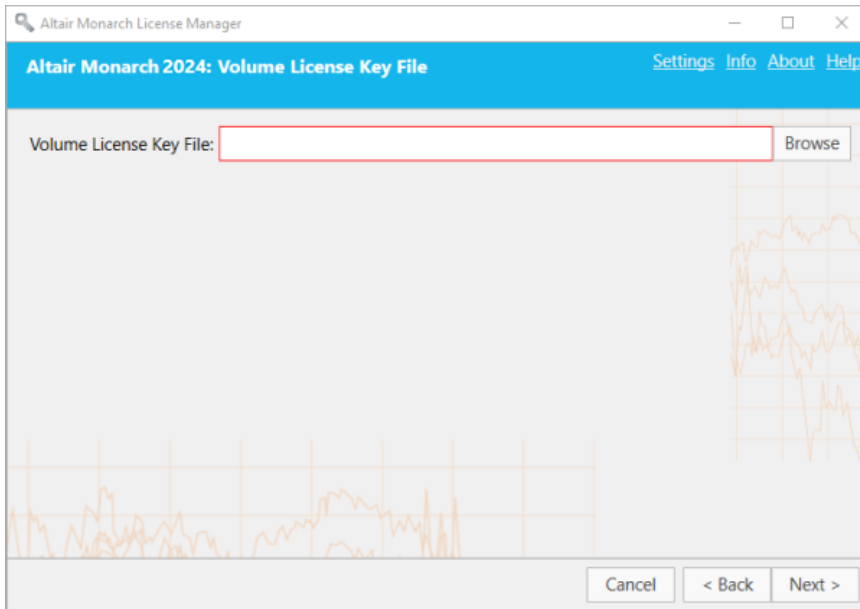 Altair Monarch License Manager
Altair Monarch 2024: Volume License Key File
Settings Info About Help
Volume License Key File:
Browse
Cancel
< Back
Next >